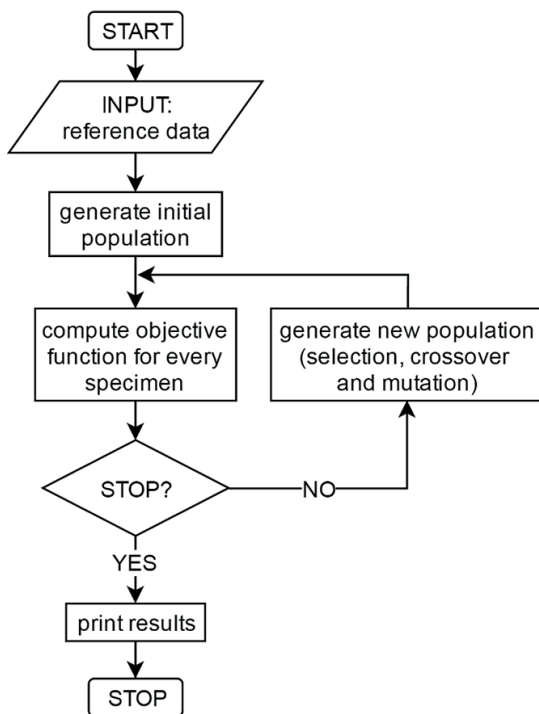 START
INPUT:
reference data
generate initial
population
compute objective
function for every
specimen
generate new population
(selection, crossover
and mutation)
STOP?
NO
YES
print results
STOP